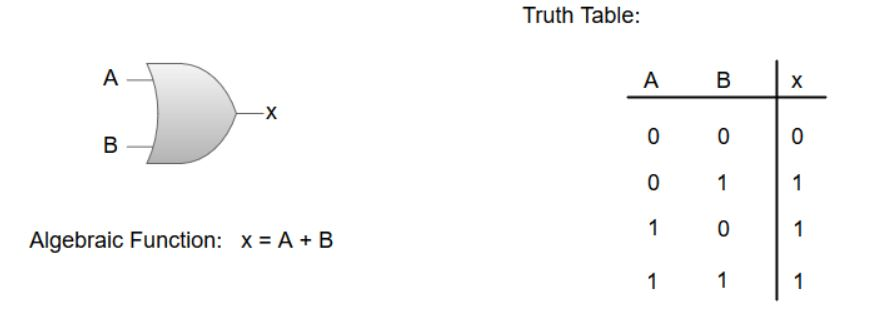 Truth Table:
A
x
B
Algebraic Function: x = A + B
A B x
0 0 0
0 1 1
1 0 1
1 1 1